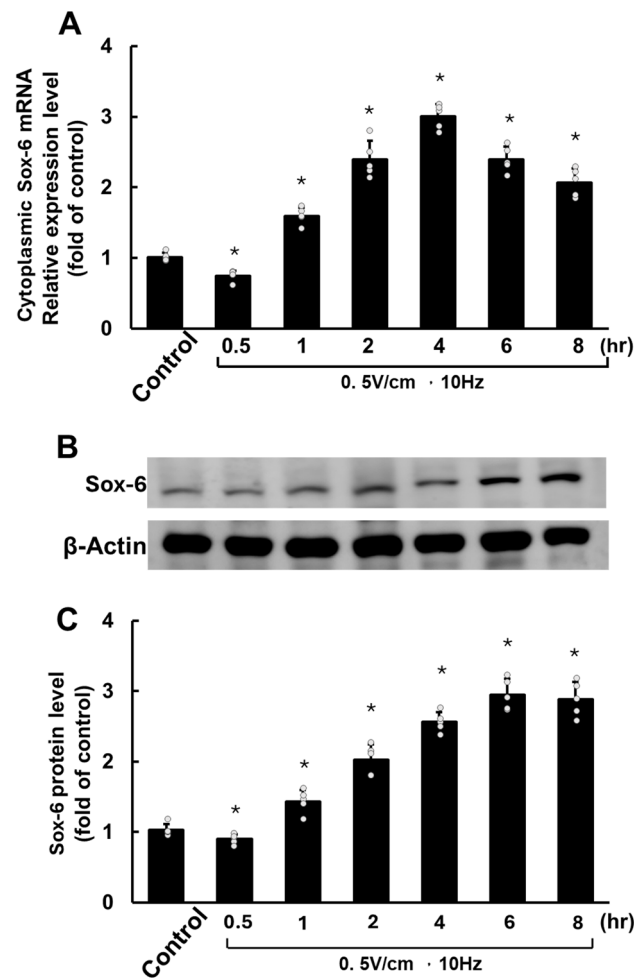 A
Cytoplasmic Sox-6 mRNA
Relative expression level
(fold of control)
4
3
2
1
0
* * * * * *
Control 0.5 1 2 4 6 8 (hr)
0. 5V/cm · 10Hz
B
Sox-6
β-Actin
C
Sox-6 protein level
(fold of control)
4
3
2
1
0
* * * * * *
Control 0.5 1 2 4 6 8 (hr)
0. 5V/cm · 10Hz